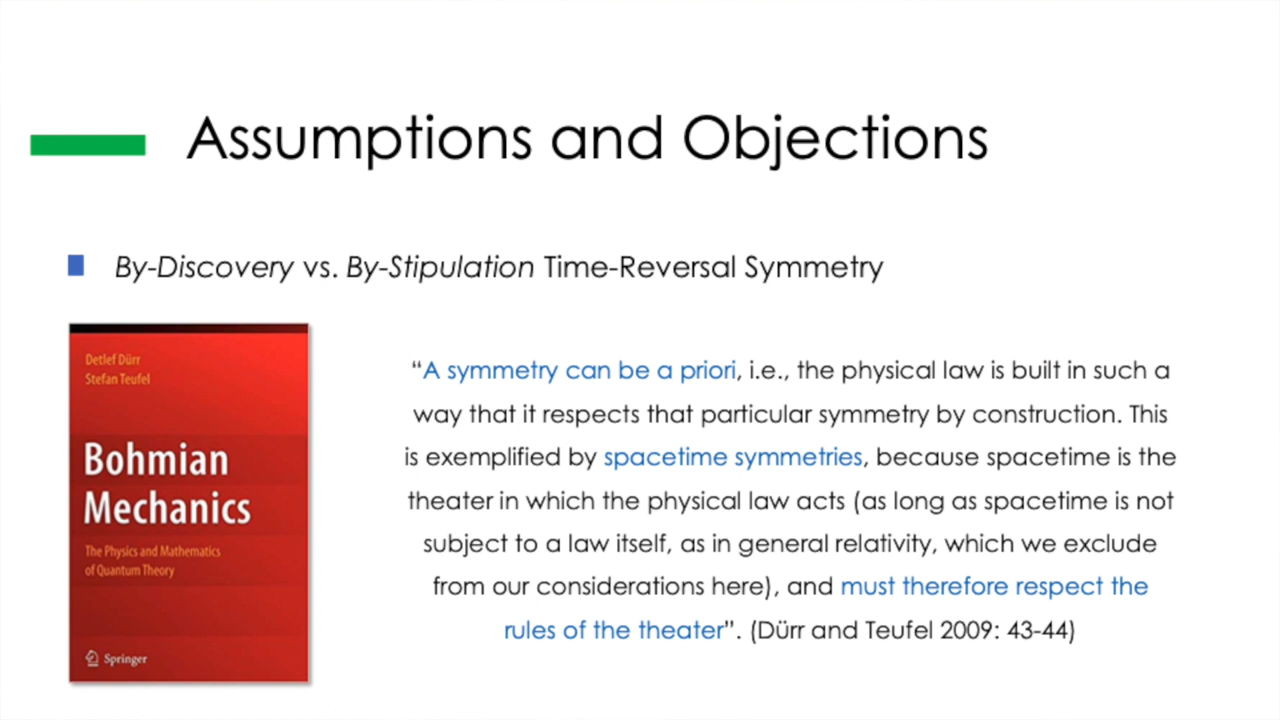 Assumptions and Objections
By-Discovery vs. By-Stipulation Time-Reversal Symmetry
Detlef Dürr
Stefan Teufel
Bohmian
Mechanics
The Physics and Mathematics
of Quantum Theory
Springer
“A symmetry can be a priori, i.e., the physical law is built in such a
way that it respects that particular symmetry by construction. This
is exemplified by spacetime symmetries, because spacetime is the
theater in which the physical law acts (as long as spacetime is not
subject to a law itself, as in general relativity, which we exclude
from our considerations here), and must therefore respect the
rules of the theater”. (Dürr and Teufel 2009: 43-44)